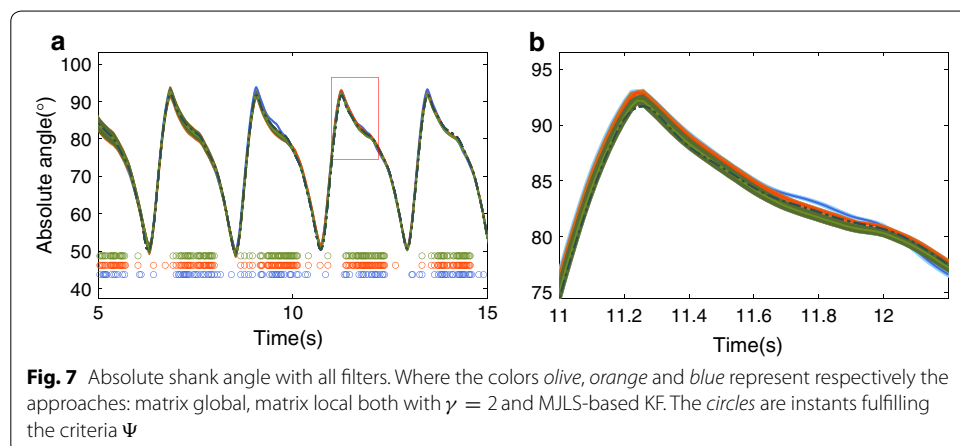 a
b
100
90
80
70
60
50
40
Absolute angle(°)
5
10
15
Time(s)
95
90
85
80
75
11
11.2
11.4
11.6
11.8
12
Time(s)
Fig. 7 Absolute shank angle with all filters. Where the colors olive, orange and blue represent respectively the
approaches: matrix global, matrix local both with γ = 2 and MJLS-based KF. The circles are instants fulfilling
the criteria Ψ